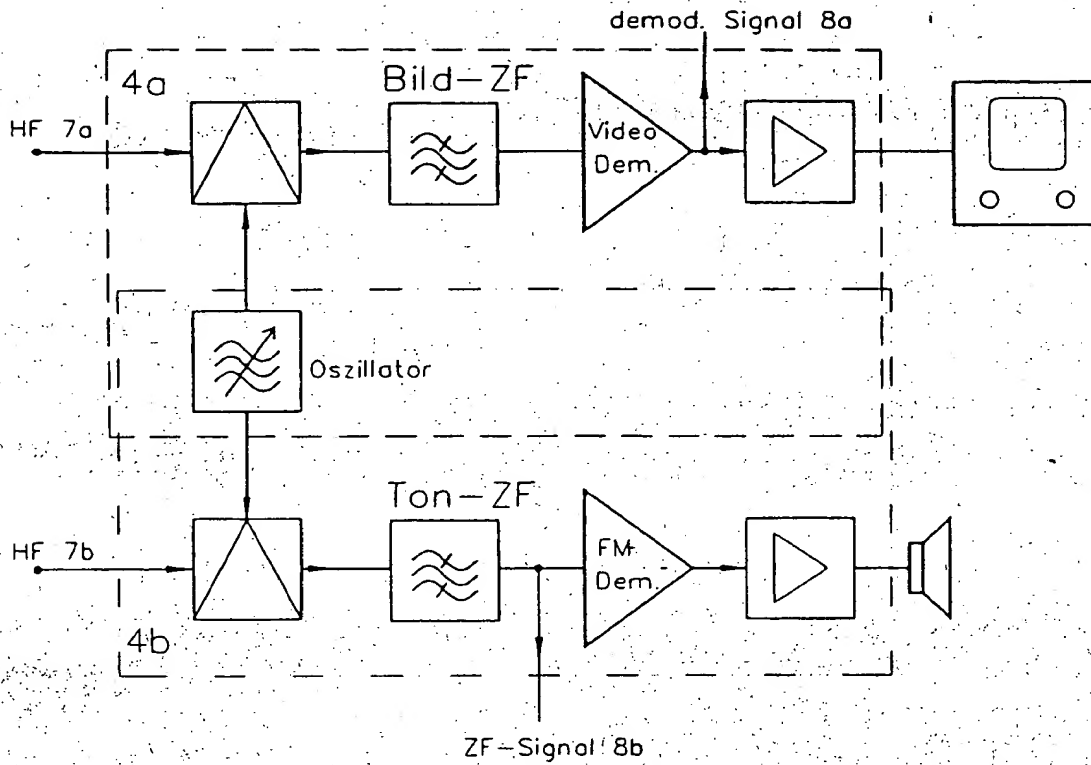 demod. Signal 8a
4a
Bild-ZF
HF 7a
Video
Dem.
Oszillator
Ton-ZF
HF 7b
FM-
Dem.
4b
ZF-Signal 8b